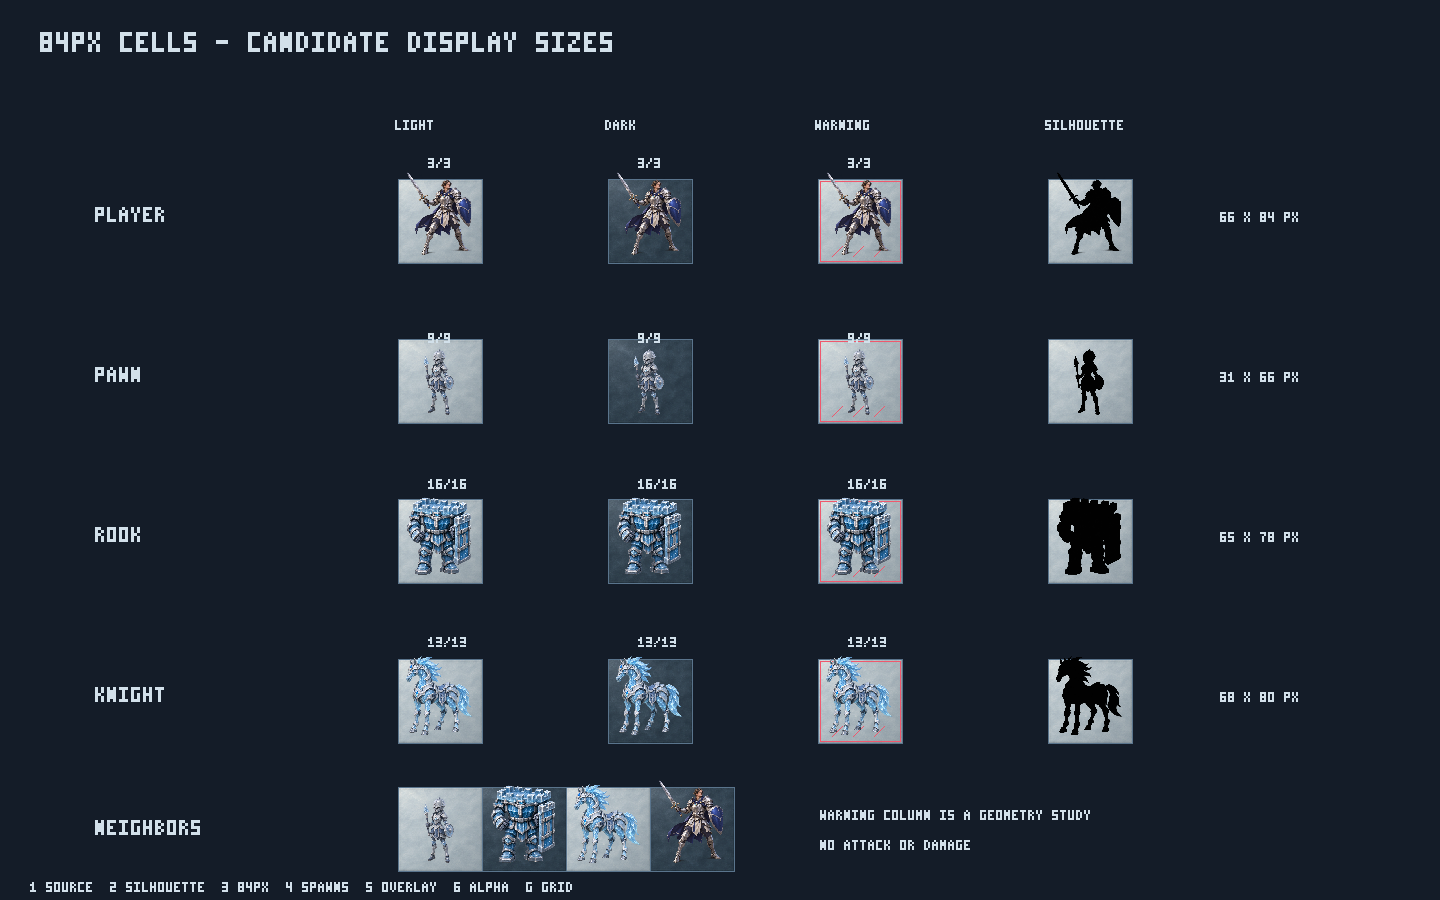 84PX CELLS - CANDIDATE DISPLAY SIZES
LIGHT DARK WARNING SILHOUETTE
3/3 3/3 3/3
PLAYER 66 X 84 PX
9/9 9/9 9/9
PAWN 31 X 66 PX
16/16 16/16 16/16
ROOK 65 X 78 PX
13/13 13/13 13/13
KNIGHT 68 X 80 PX
NEIGHBORS
WARNING COLUMN IS A GEOMETRY STUDY
NO ATTACK OR DAMAGE
1 SOURCE 2 SILHOUETTE 3 84PX 4 SPAWNS 5 OVERLAY 6 ALPHA G GRID